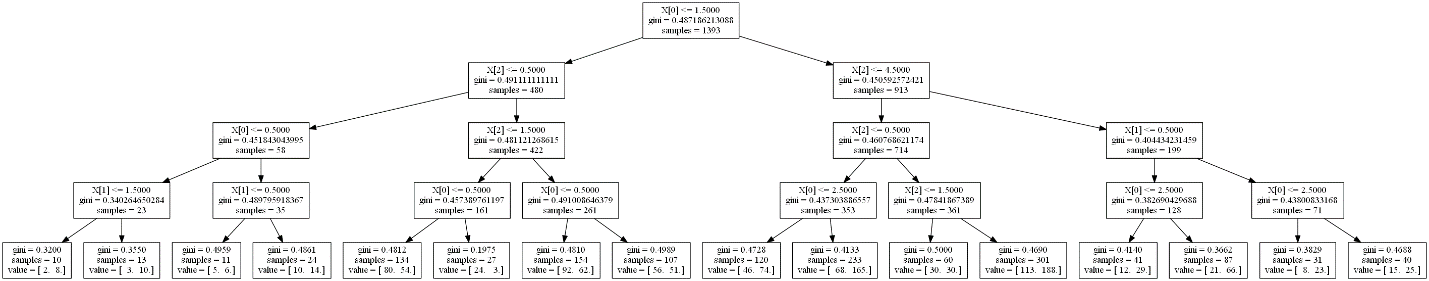 X[0] <= 1.5000
gini = 0.487186213088
samples = 1393
X[2] <= 0.5000
gini = 0.491111111111
samples = 480
X[2] <= 4.5000
gini = 0.450592572421
samples = 913
X[0] <= 0.5000
gini = 0.451843043995
samples = 58
X[2] <= 1.5000
gini = 0.481121268615
samples = 422
X[2] <= 0.5000
gini = 0.460768621174
samples = 714
X[1] <= 0.5000
gini = 0.404434231459
samples = 199
X[1] <= 1.5000
gini = 0.340264650284
samples = 23
X[1] <= 0.5000
gini = 0.489795918367
samples = 35
X[0] <= 0.5000
gini = 0.457389761197
samples = 161
X[0] <= 0.5000
gini = 0.491008646379
samples = 261
X[0] <= 2.5000
gini = 0.437303886557
samples = 353
X[2] <= 1.5000
gini = 0.47841867389
samples = 361
X[0] <= 2.5000
gini = 0.382690429688
samples = 128
X[0] <= 2.5000
gini = 0.43800833168
samples = 71
gini = 0.3200
samples = 10
value = [ 2. 8.]
gini = 0.3550
samples = 13
value = [ 3. 10.]
gini = 0.4959
samples = 11
value = [ 5. 6.]
gini = 0.4861
samples = 24
value = [ 10. 14.]
gini = 0.4812
samples = 134
value = [ 80. 54.]
gini = 0.1975
samples = 27
value = [ 24. 3.]
gini = 0.4810
samples = 154
value = [ 92. 62.]
gini = 0.4989
samples = 107
value = [ 56. 51.]
gini = 0.4728
samples = 120
value = [ 46. 74.]
gini = 0.4133
samples = 233
value = [ 68. 165.]
gini = 0.5000
samples = 60
value = [ 30. 30.]
gini = 0.4690
samples = 301
value = [ 113. 188.]
gini = 0.4140
samples = 41
value = [ 12. 29.]
gini = 0.3662
samples = 87
value = [ 21. 66.]
gini = 0.3829
samples = 31
value = [ 8. 23.]
gini = 0.4688
samples = 40
value = [ 15. 25.]